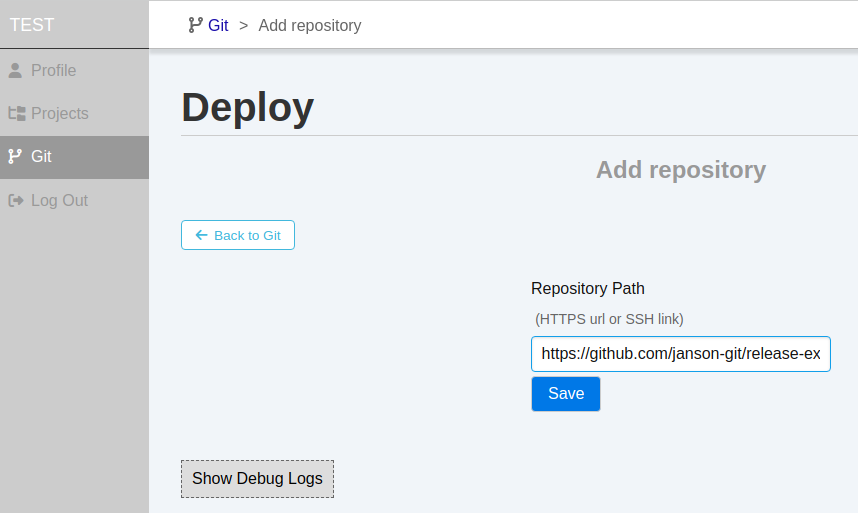 TEST
Git > Add repository
Profile
Projects
Git
Log Out
Deploy
Add repository
Back to Git
Repository Path
(HTTPS url or SSH link)
https://github.com/janson-git/release-ex
Save
Show Debug Logs